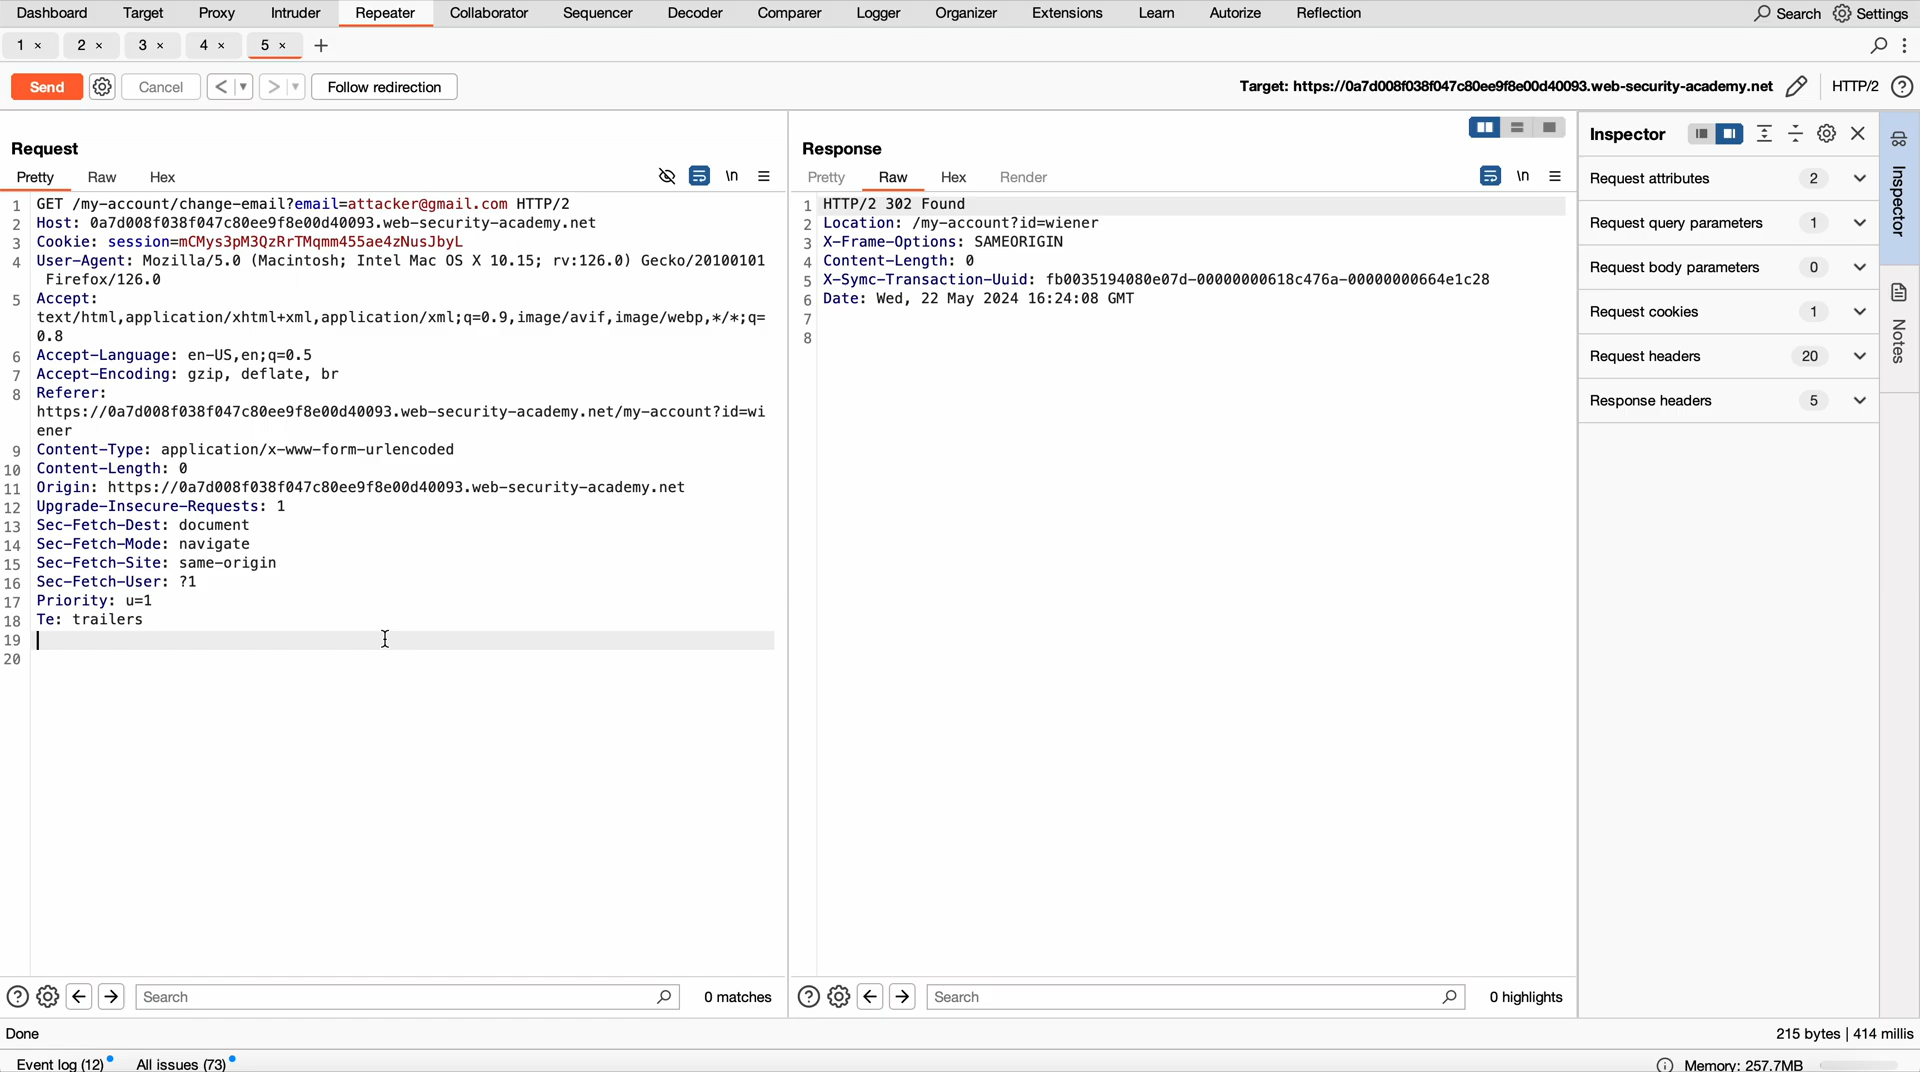 Dashboard Target Proxy Intruder Repeater Collaborator Sequencer Decoder Comparer Logger Organizer Extensions Learn Autorize Reflection Search Settings
1 × 2 × 3 × 4 × 5 × +
Send Cancel < > Follow redirection Target: https://0a7d008f038f047c80ee9f8e00d40093.web-security-academy.net HTTP/2 ?
Request
Pretty Raw Hex \n
1 GET /my-account/change-email?email=attacker@gmail.com HTTP/2
2 Host: 0a7d008f038f047c80ee9f8e00d40093.web-security-academy.net
3 Cookie: session=mCMys3pM3QzRrTMqmm455ae4zNusJbyL
4 User-Agent: Mozilla/5.0 (Macintosh; Intel Mac OS X 10.15; rv:126.0) Gecko/20100101
Firefox/126.0
5 Accept:
text/html,application/xhtml+xml,application/xml;q=0.9,image/avif,image/webp,*/*;q=
0.8
6 Accept-Language: en-US,en;q=0.5
7 Accept-Encoding: gzip, deflate, br
8 Referer:
https://0a7d008f038f047c80ee9f8e00d40093.web-security-academy.net/my-account?id=wi
ener
9 Content-Type: application/x-www-form-urlencoded
10 Content-Length: 0
11 Origin: https://0a7d008f038f047c80ee9f8e00d40093.web-security-academy.net
12 Upgrade-Insecure-Requests: 1
13 Sec-Fetch-Dest: document
14 Sec-Fetch-Mode: navigate
15 Sec-Fetch-Site: same-origin
16 Sec-Fetch-User: ?1
17 Priority: u=1
18 Te: trailers
19
20
? Search 0 matches
Response
Pretty Raw Hex Render \n
1 HTTP/2 302 Found
2 Location: /my-account?id=wiener
3 X-Frame-Options: SAMEORIGIN
4 Content-Length: 0
5 X-Symc-Transaction-Uuid: fb0035194080e07d-00000000618c476a-00000000664e1c28
6 Date: Wed, 22 May 2024 16:24:08 GMT
7
8
? Search 0 highlights
Inspector
Request attributes 2
Request query parameters 1
Request body parameters 0
Request cookies 1
Request headers 20
Response headers 5
Inspector
Notes
Done 215 bytes | 414 millis
Event log (12) All issues (73) Memory: 257.7MB